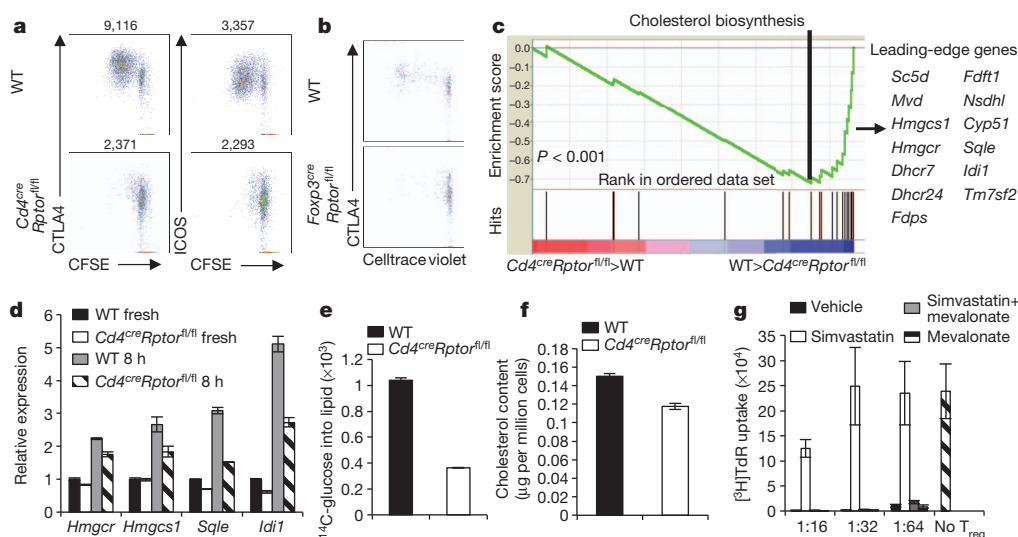 a
9,116
3,357
WT
CTLA4
ICOS
2,371
2,293
Cd4cre
Rptorfl/fl
CFSE
CFSE
b
WT
Foxp3cre
Rptorfl/fl
CTLA4
Celltrace violet
c
Cholesterol biosynthesis
Enrichment score
0.0
−0.1
−0.2
−0.3
−0.4
−0.5
−0.6
−0.7
P < 0.001
Rank in ordered data set
Hits
Cd4creRptorfl/fl>WT
WT>Cd4creRptorfl/fl
Leading-edge genes
Sc5d Fdft1
Mvd Nsdhl
Hmgcs1 Cyp51
Hmgcr Sqle
Dhcr7 Idi1
Dhcr24 Tm7sf2
Fdps
d
WT fresh
Cd4creRptorfl/fl fresh
WT 8 h
Cd4creRptorfl/fl 8 h
Relative expression
6
5
4
3
2
1
0
Hmgcr Hmgcs1 Sqle Idi1
e
WT
Cd4creRptorfl/fl
14C-glucose into lipid (×10³)
1.2
1
0.8
0.6
0.4
0.2
0
f
WT
Cd4creRptorfl/fl
Cholesterol content
(μg per million cells)
0.18
0.16
0.14
0.12
0.10
0.08
0.06
0.04
0.02
0
g
Vehicle
Simvastatin
Simvastatin+
mevalonate
Mevalonate
[³H]TdR uptake (×10⁴)
35
30
25
20
15
10
5
0
1:16 1:32 1:64 No Treg